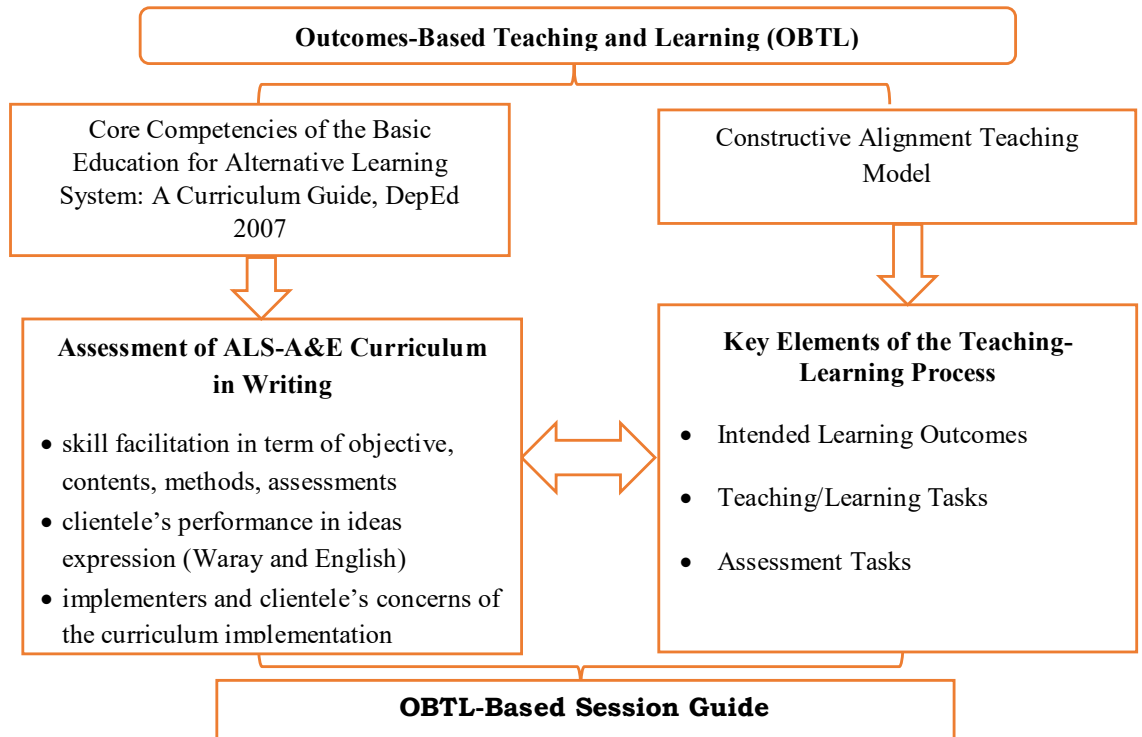 Outcomes-Based Teaching and Learning (OBTL)
Core Competencies of the Basic
Education for Alternative Learning
System: A Curriculum Guide, DepEd
2007
Constructive Alignment Teaching
Model
Assessment of ALS-A&E Curriculum
in Writing
• skill facilitation in term of objective,
contents, methods, assessments
• clientele’s performance in ideas
expression (Waray and English)
• implementers and clientele’s concerns of
the curriculum implementation
Key Elements of the Teaching-
Learning Process
• Intended Learning Outcomes
• Teaching/Learning Tasks
• Assessment Tasks
OBTL-Based Session Guide